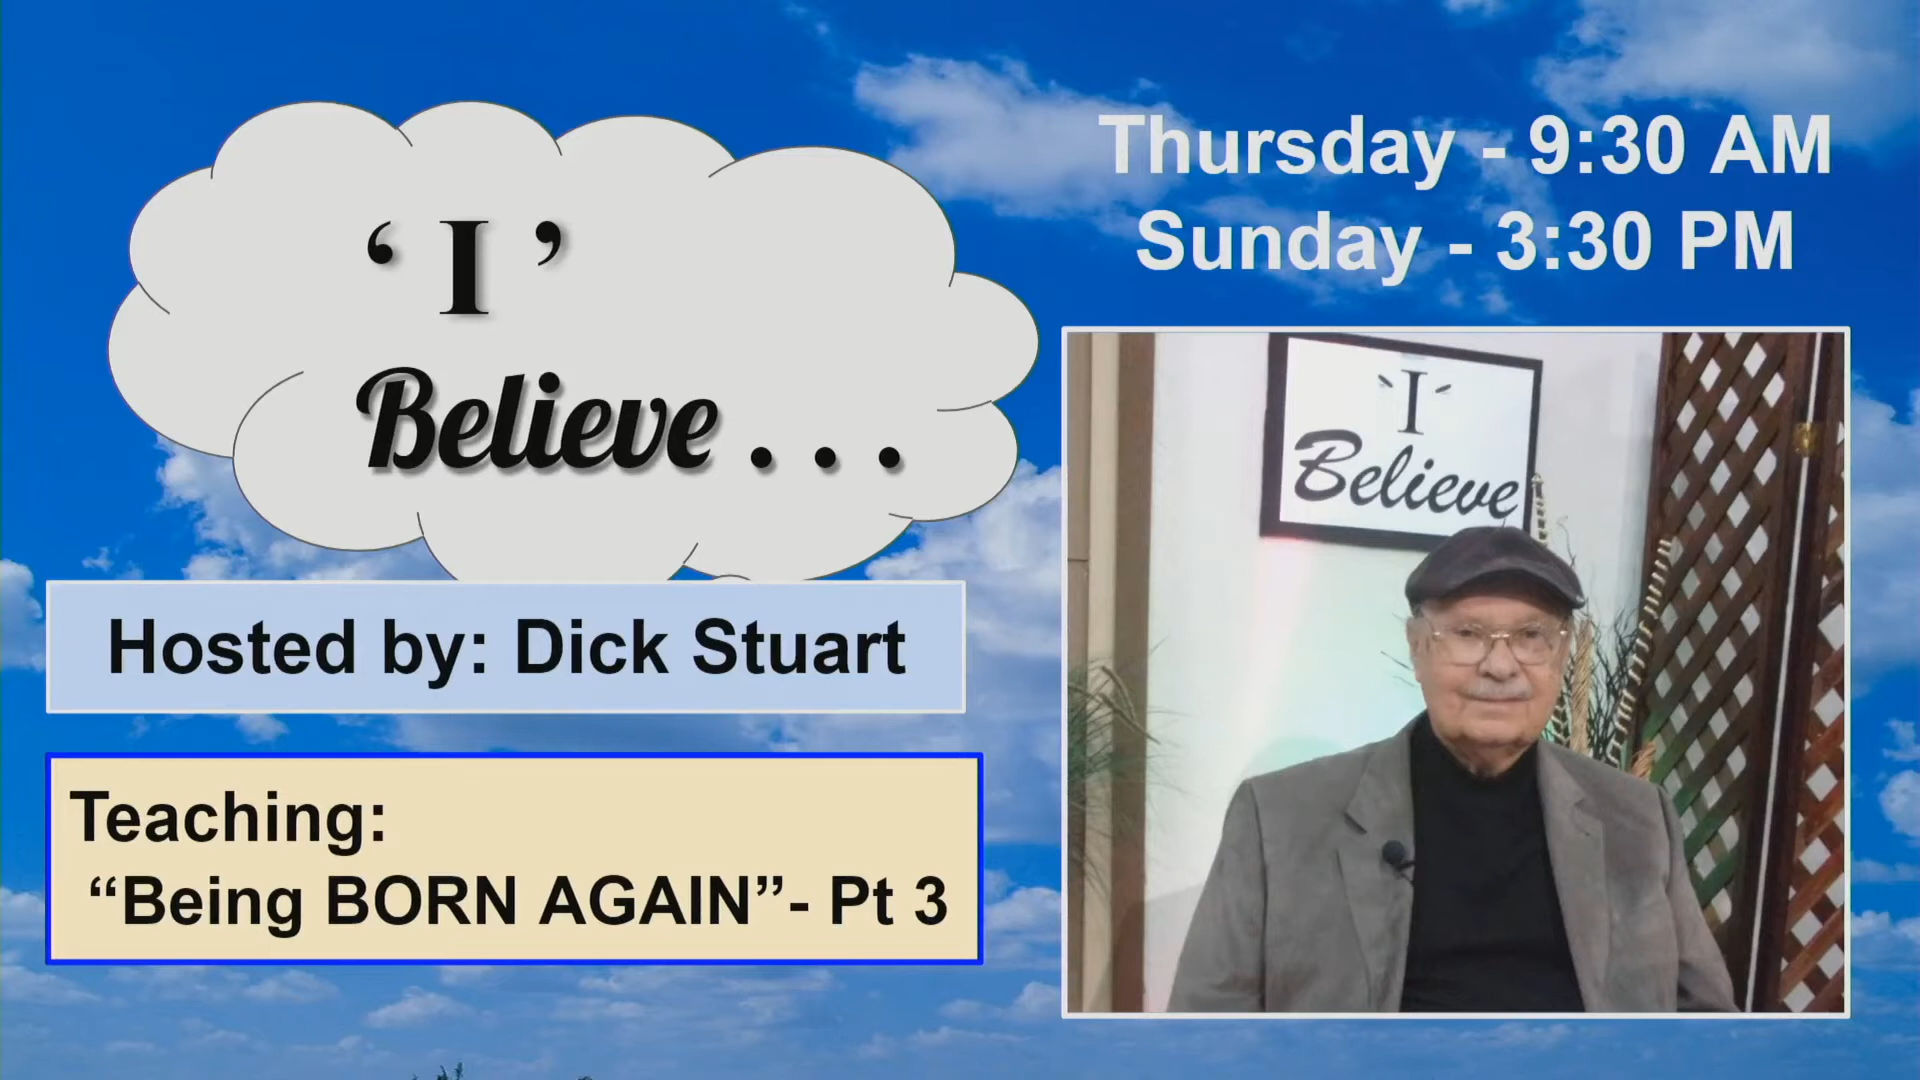 ‘ I ’
Believe . . .
Thursday - 9:30 AM
Sunday - 3:30 PM
Hosted by: Dick Stuart
Teaching:
“Being BORN AGAIN”- Pt 3
‘I’
Believe